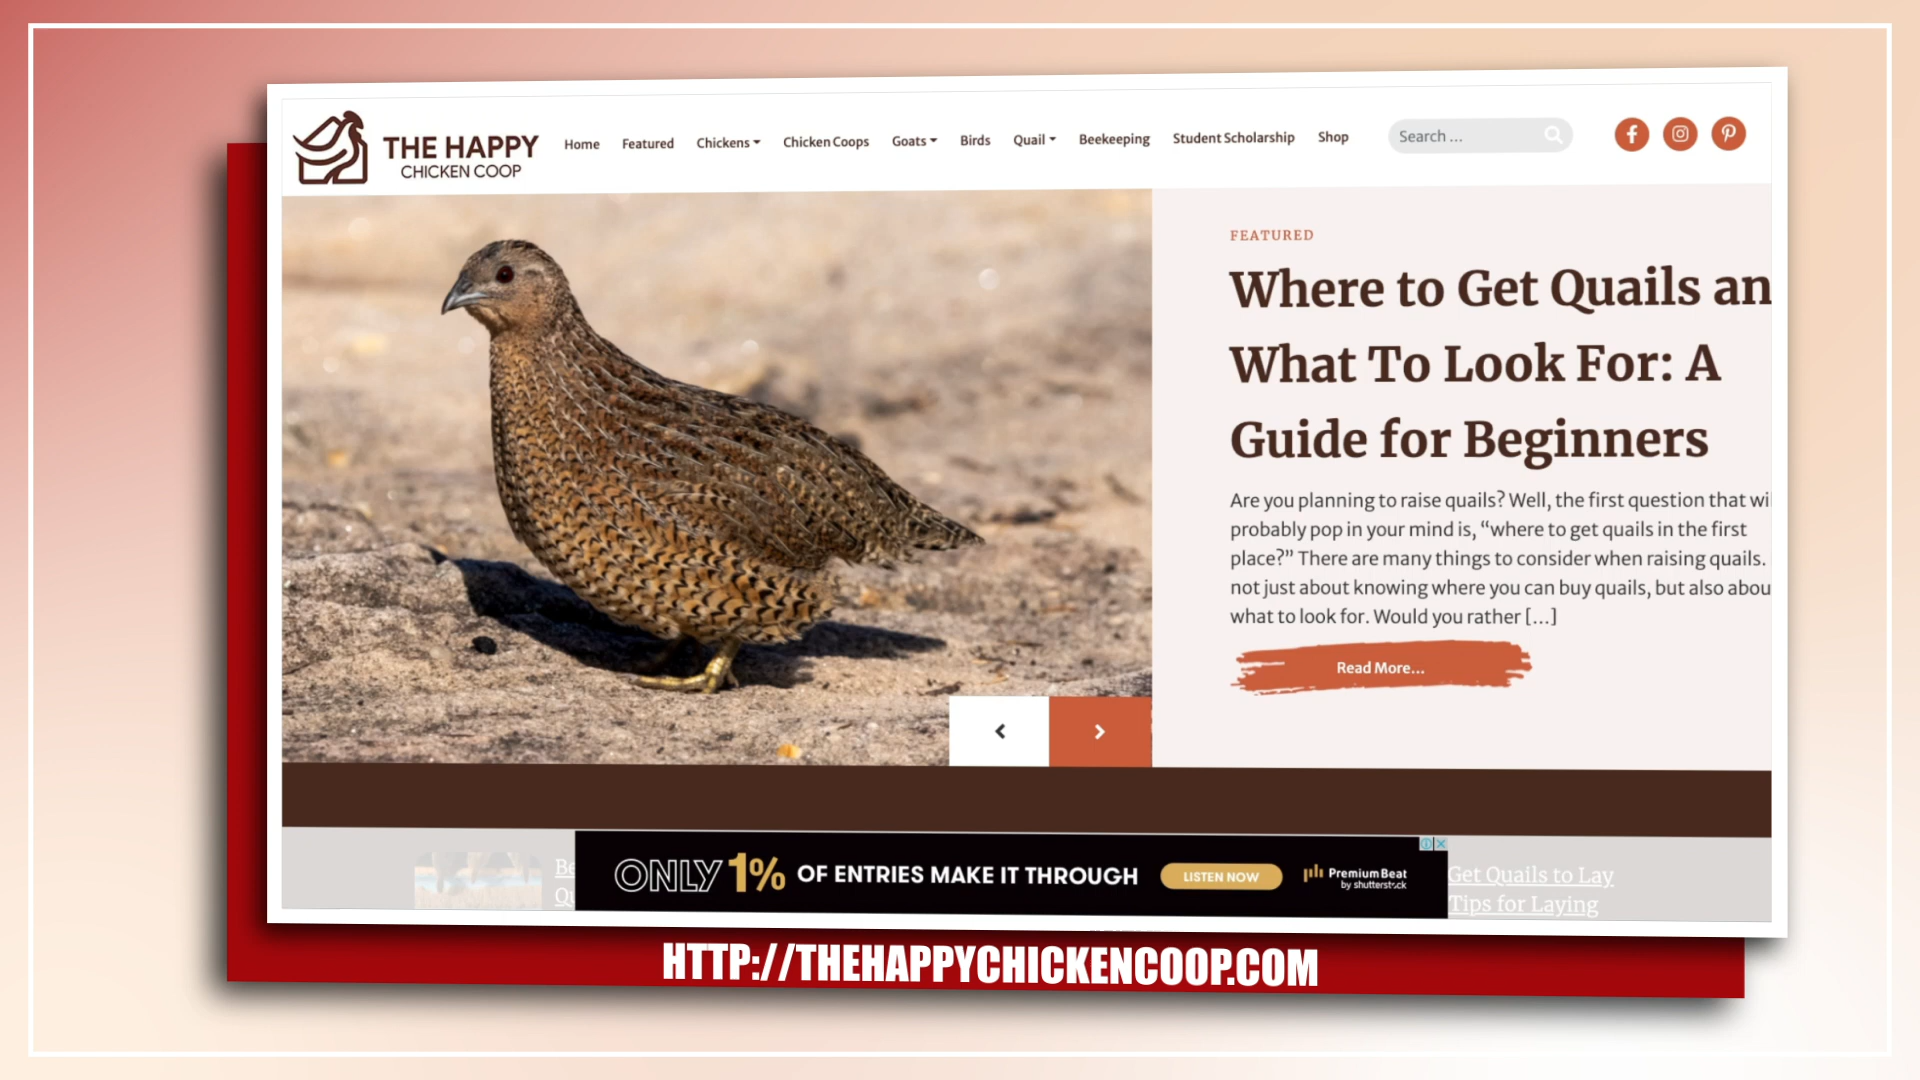 THE HAPPY
CHICKEN COOP
Home Featured Chickens Chicken Coops Goats Birds Quail Beekeeping Student Scholarship Shop
Search ...
FEATURED
Where to Get Quails an
What To Look For: A
Guide for Beginners
Are you planning to raise quails? Well, the first question that wi
probably pop in your mind is, “where to get quails in the first
place?” There are many things to consider when raising quails.
not just about knowing where you can buy quails, but also abou
what to look for. Would you rather [...]
Read More...
Be
Qu
ONLY 1% OF ENTRIES MAKE IT THROUGH
LISTEN NOW
PremiumBeat
by shutterstock
Get Quails to Lay
Tips for Laying
HTTP://THEHAPPYCHICKENCOOP.COM